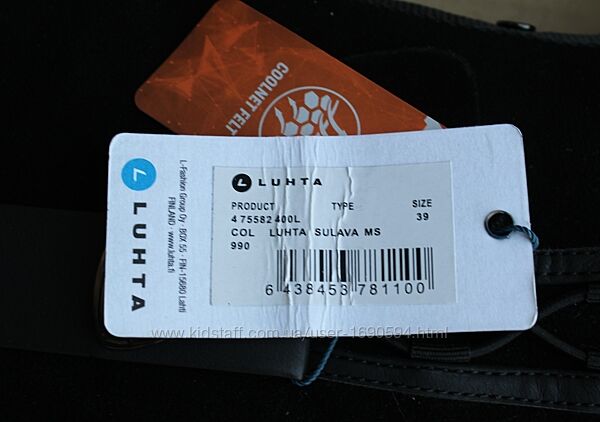 COOLNET FELT
L-Fashion Group Oy · BOX 55 · FIN-15680 Lahti
FINLAND · www.luhta.fi
LUHTA
LUHTA
PRODUCT TYPE SIZE
4 75582 400L 39
COL LUHTA SULAVA MS
990
6 438453 781100
www.kidstaff.com.ua/user-1690594.html